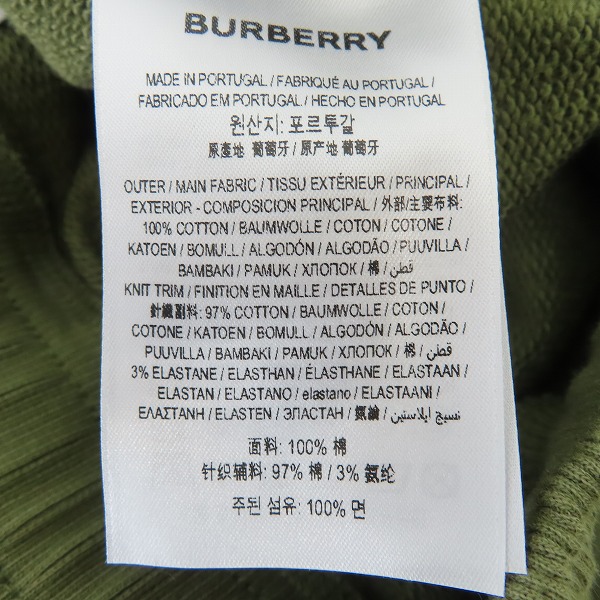 BURBERRY
MADE IN PORTUGAL / FABRIQUÉ AU PORTUGAL /
FABRICADO EM PORTUGAL / HECHO EN PORTUGAL
원산지: 포르투갈
原產地 葡萄牙 / 原产地 葡萄牙
OUTER / MAIN FABRIC / TISSU EXTÉRIEUR / PRINCIPAL /
EXTERIOR - COMPOSICION PRINCIPAL / 外部/主要布料:
100% COTTON / BAUMWOLLE / COTON / COTONE /
KATOEN / BOMULL / ALGODÓN / ALGODÃO / PUUVILLA /
BAMBAKI / PAMUK / ХЛОПОК / 棉 / قطن /
KNIT TRIM / FINITION EN MAILLE / DETALLES DE PUNTO /
針織副料: 97% COTTON / BAUMWOLLE / COTON /
COTONE / KATOEN / BOMULL / ALGODÓN / ALGODÃO /
PUUVILLA / BAMBAKI / PAMUK / ХЛОПОК / 棉 / قطن /
3% ELASTANE / ELASTHAN / ÉLASTHANE / ELASTAAN /
ELASTAN / ELASTANO / elastano / ELASTAANI /
ΕΛΑΣΤΑΝΗ / ELASTEN / ЭЛАСТАН / 氨綸 / نسيج ايلاستين /
面料: 100% 棉
针织辅料: 97% 棉 / 3% 氨纶
주된 섬유: 100% 면